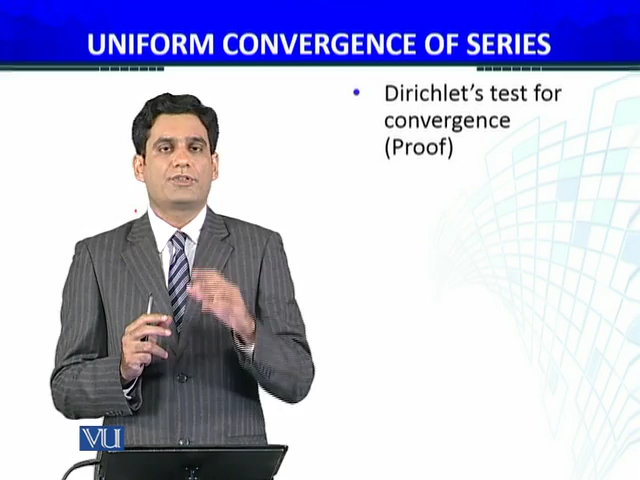 UNIFORM CONVERGENCE OF SERIES
• Dirichlet's test for
convergence
(Proof)
VU